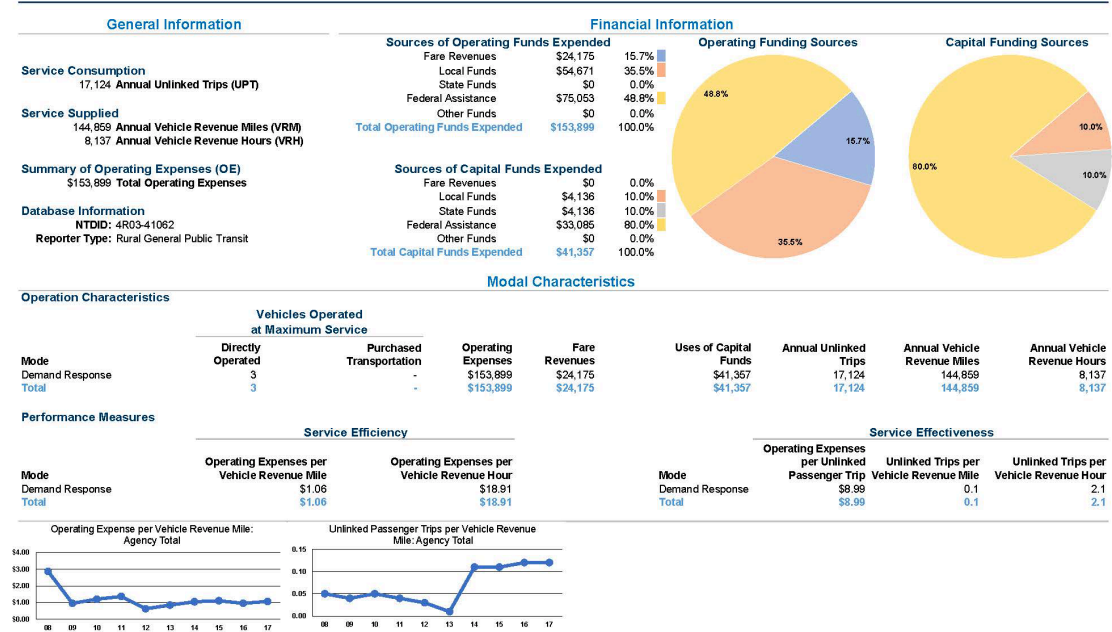 General Information
Service Consumption
17,124 Annual Unlinked Trips (UPT)
Service Supplied
144,859 Annual Vehicle Revenue Miles (VRM)
8,137 Annual Vehicle Revenue Hours (VRH)
Summary of Operating Expenses (OE)
$153,899 Total Operating Expenses
Database Information
NTDID: 4R03-41062
Reporter Type: Rural General Public Transit
Financial Information
Sources of Operating Funds Expended
Fare Revenues $24,175 15.7%
Local Funds $54,671 35.5%
State Funds $0 0.0%
Federal Assistance $75,053 48.8%
Other Funds $0 0.0%
Total Operating Funds Expended $153,899 100.0%
Sources of Capital Funds Expended
Fare Revenues $0 0.0%
Local Funds $4,136 10.0%
State Funds $4,136 10.0%
Federal Assistance $33,085 80.0%
Other Funds $0 0.0%
Total Capital Funds Expended $41,357 100.0%
Operating Funding Sources
48.8%
15.7%
35.5%
Capital Funding Sources
10.0%
80.0%
10.0%
Modal Characteristics
Operation Characteristics
Vehicles Operated
at Maximum Service
Directly Purchased Operating Fare Uses of Capital Annual Unlinked Annual Vehicle Annual Vehicle
Mode Operated Transportation Expenses Revenues Funds Trips Revenue Miles Revenue Hours
Demand Response 3 - $153,899 $24,175 $41,357 17,124 144,859 8,137
Total 3 - $153,899 $24,175 $41,357 17,124 144,859 8,137
Performance Measures
Service Efficiency
Operating Expenses per Operating Expenses per
Mode Vehicle Revenue Mile Vehicle Revenue Hour
Demand Response $1.06 $18.91
Total $1.06 $18.91
Service Effectiveness
Operating Expenses
per Unlinked Unlinked Trips per Unlinked Trips per
Mode Passenger Trip Vehicle Revenue Mile Vehicle Revenue Hour
Demand Response $8.99 0.1 2.1
Total $8.99 0.1 2.1
Operating Expense per Vehicle Revenue Mile:
Agency Total
$4.00
$3.00
$2.00
$1.00
$0.00
08 09 10 11 12 13 14 15 16 17
Unlinked Passenger Trips per Vehicle Revenue
Mile: Agency Total
0.15
0.10
0.05
0.00
08 09 10 11 12 13 14 15 16 17